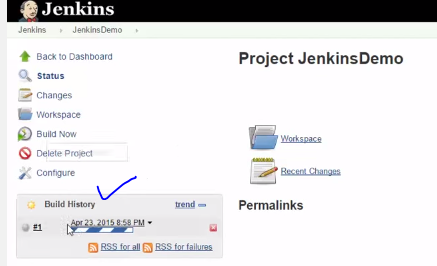 Jenkins
Jenkins
JenkinsDemo
Back to Dashboard
Status
Changes
Workspace
Build Now
Delete Project
Configure
Build History
trend
#1
Apr 23, 2015 8:58 PM
RSS for all
RSS for failures
Project JenkinsDemo
Workspace
Recent Changes
Permalinks